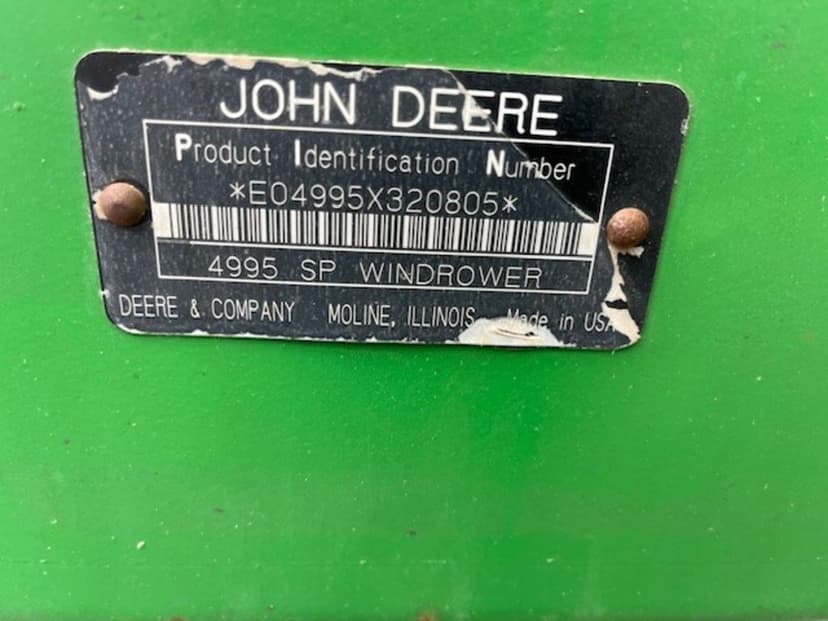 JOHN DEERE
Product Identification Number
*E04995X320805*
4995 SP WINDROWER
DEERE & COMPANY MOLINE, ILLINOIS Made in USA